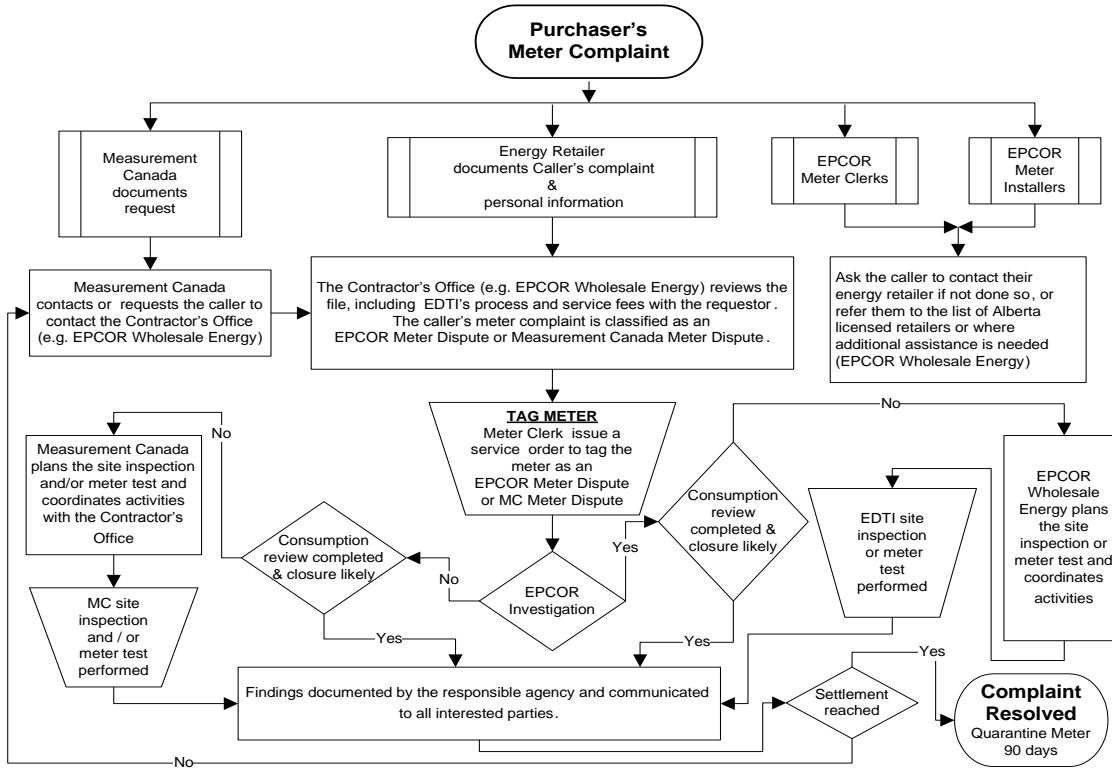 Purchaser's
Meter Complaint
Measurement
Canada
documents
request
Energy Retailer
documents Caller's complaint
&
personal information
EPCOR
Meter Clerks
EPCOR
Meter
Installers
Measurement Canada
contacts or requests the caller to
contact the Contractor's Office
(e.g. EPCOR Wholesale Energy)
The Contractor's Office (e.g. EPCOR Wholesale Energy) reviews the
file, including EDTI's process and service fees with the requestor.
The caller's meter complaint is classified as an
EPCOR Meter Dispute or Measurement Canada Meter Dispute.
Ask the caller to contact their
energy retailer if not done so, or
refer them to the list of Alberta
licensed retailers or where
additional assistance is needed
(EPCOR Wholesale Energy)
TAG METER
Meter Clerk issue a
service order to tag the
meter as an
EPCOR Meter Dispute
or MC Meter Dispute
No
No
Measurement Canada
plans the site inspection
and/or meter test and
coordinates activities
with the Contractor's
Office
Consumption
review completed
& closure likely
No
EPCOR
Investigation
Yes
Consumption
review
completed &
closure likely
EDTI site
inspection
or meter
test
performed
EPCOR
Wholesale
Energy plans
the site
inspection or
meter test and
coordinates
activities
MC site
inspection
and / or
meter test
performed
Yes
Yes
Findings documented by the responsible agency and communicated
to all interested parties.
Settlement
reached
Yes
Complaint
Resolved
Quarantine Meter
90 days
No